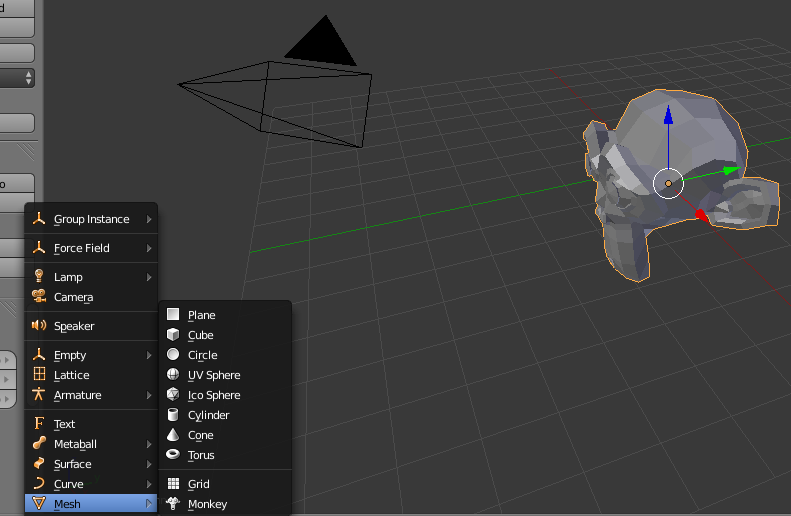 o
Group Instance
Force Field
Lamp
Camera
Speaker
Empty
Lattice
Armature
Text
Metaball
Surface
Curve
Mesh
Plane
Cube
Circle
UV Sphere
Ico Sphere
Cylinder
Cone
Torus
Grid
Monkey